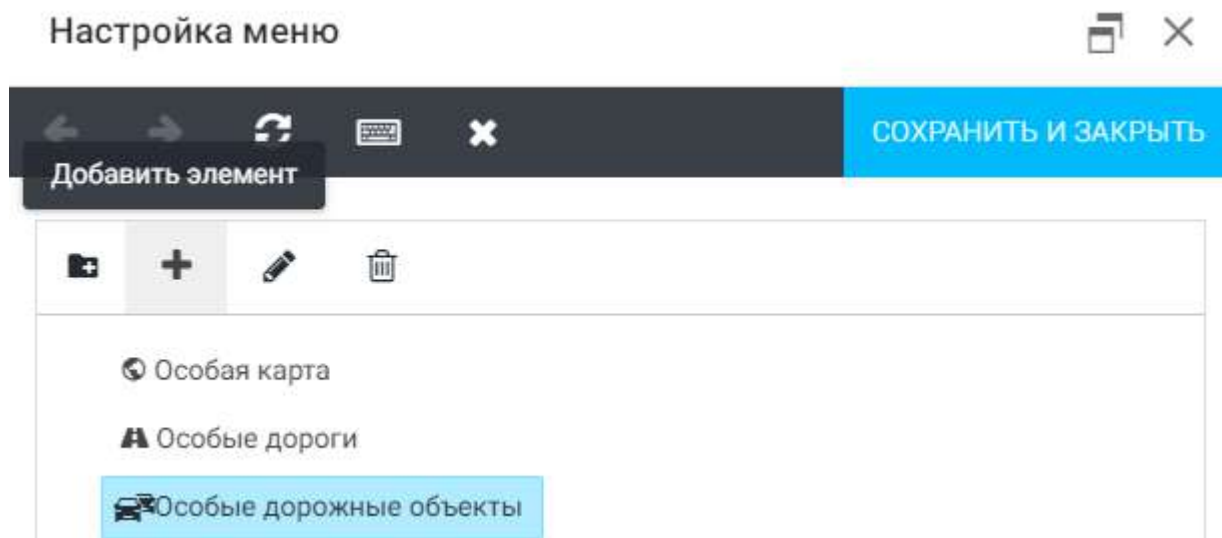 Настройка меню
СОХРАНИТЬ И ЗАКРЫТЬ
Добавить элемент
Особая карта
Особые дороги
Особые дорожные объекты